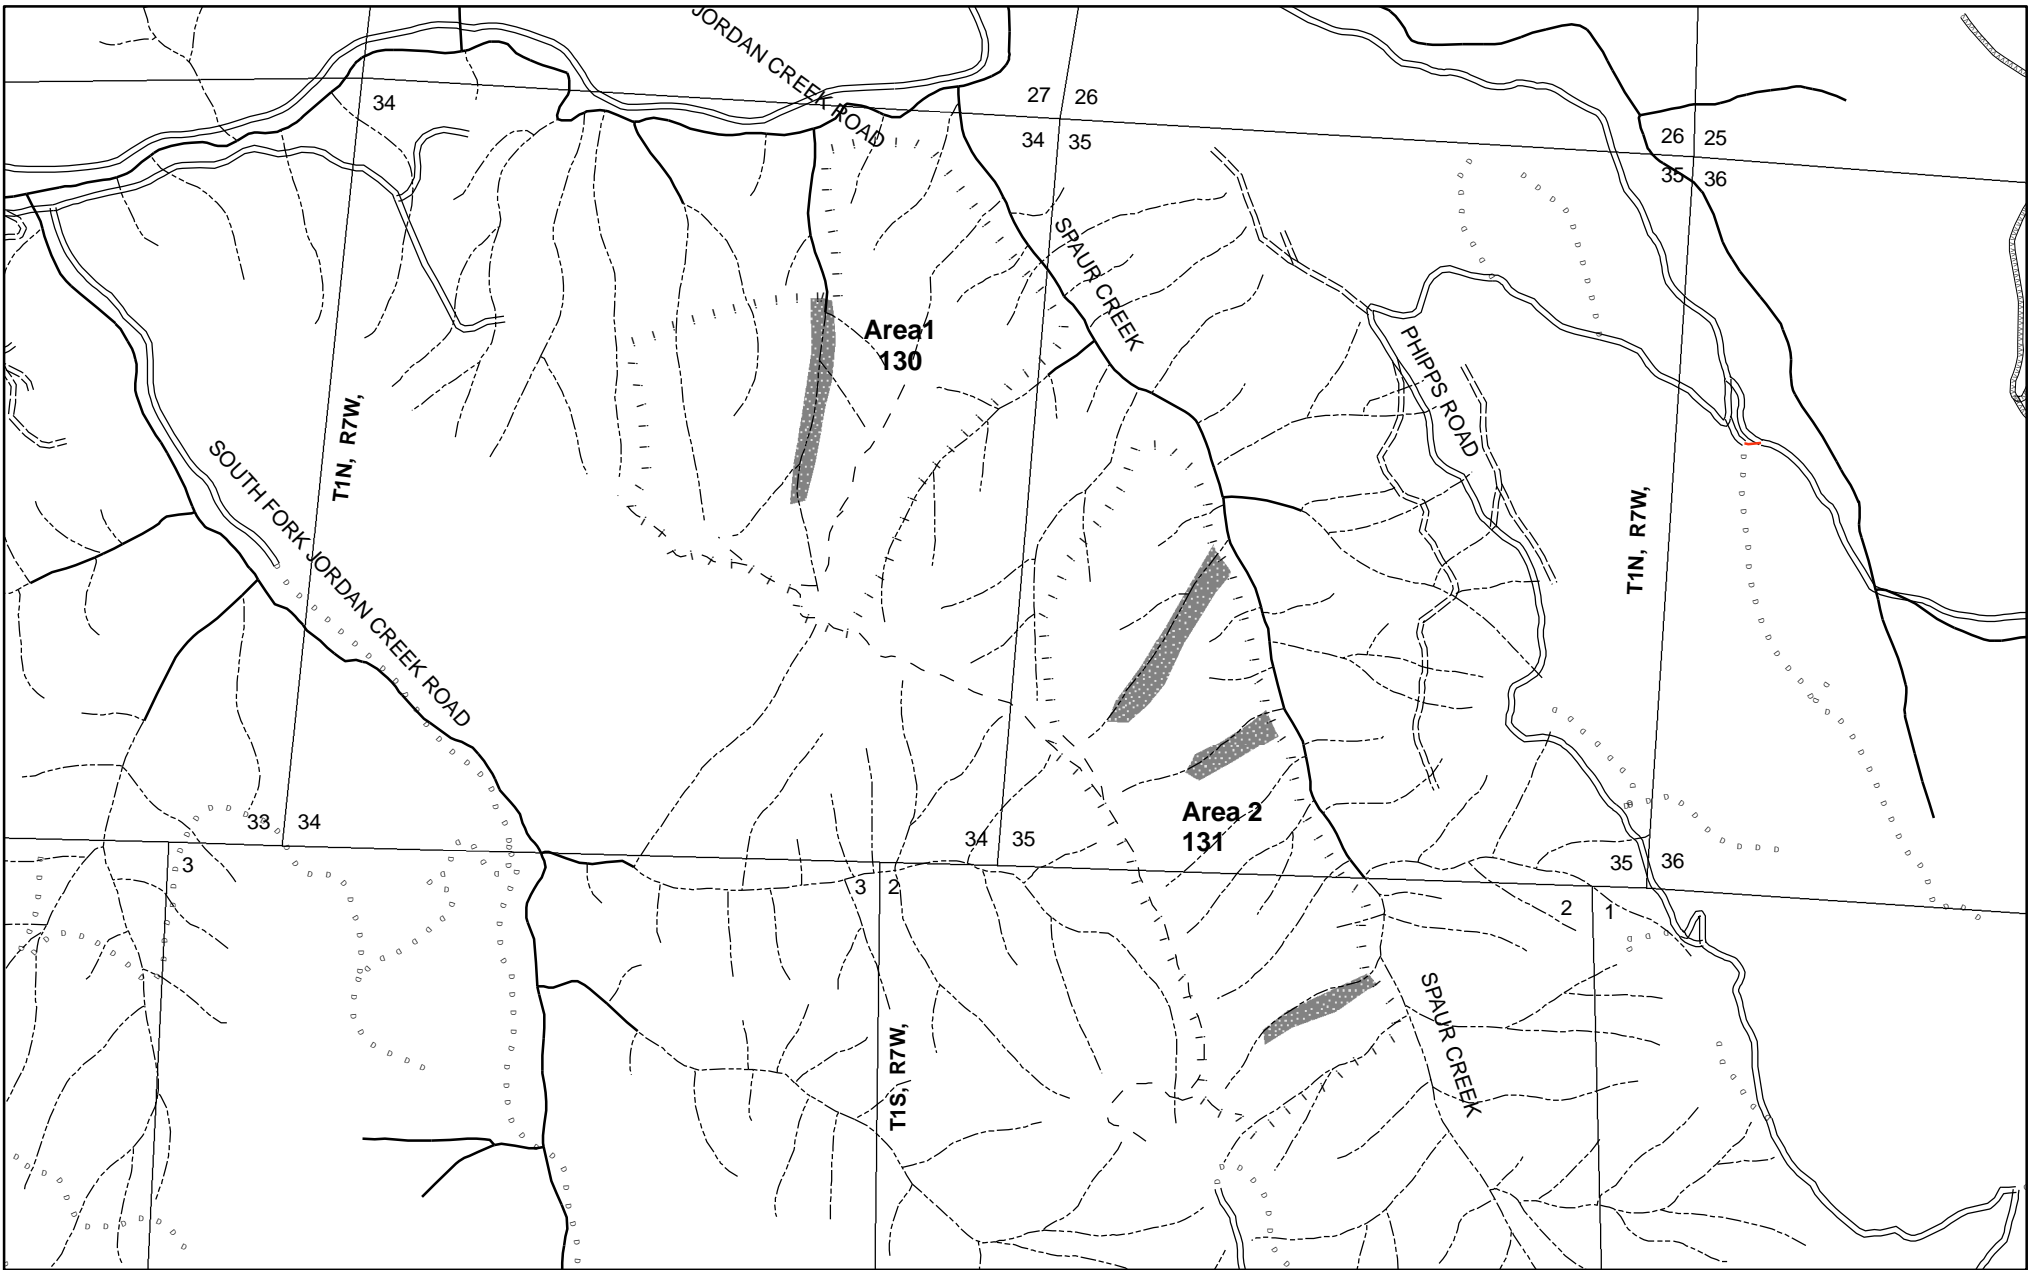 JORDAN CREEK ROAD
34
27 26
34 35
26 25
35 36
SPAUR CREEK
Area1
130
PHIPPS ROAD
T1N, R7W,
SOUTH FORK JORDAN CREEK ROAD
T1N, R7W,
Area 2
131
33 34
34 35
35 36
3
3 2
2 1
SPAUR CREEK
T1S, R7W,